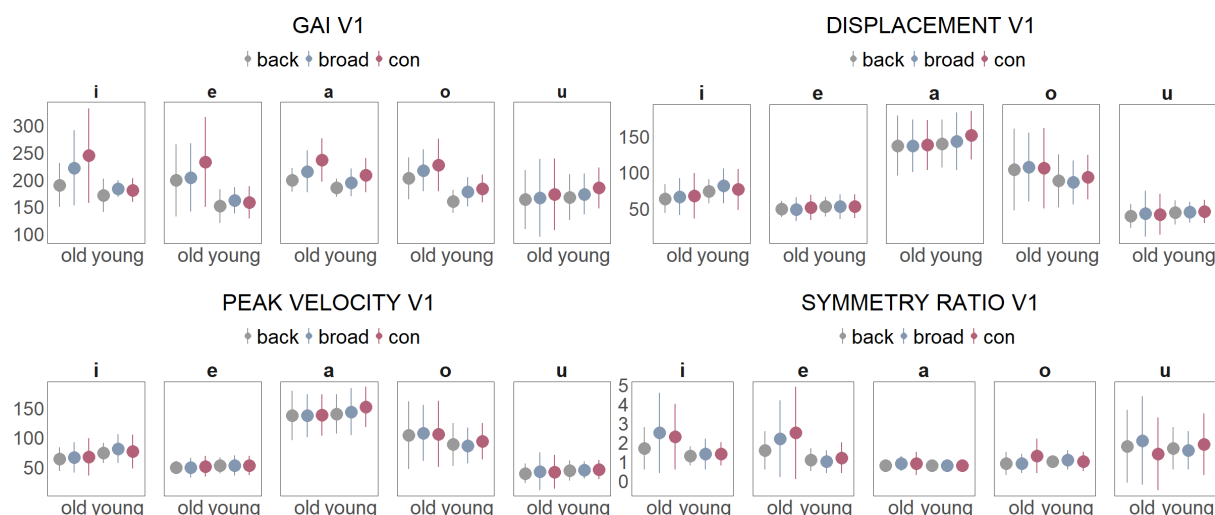 GAI V1
back broad con
i e a o u
300
250
200
150
100
old young old young old young old young old young
DISPLACEMENT V1
back broad con
i e a o u
150
100
50
old young old young old young old young old young
PEAK VELOCITY V1
back broad con
i e a o u
150
100
50
old young old young old young old young old young
SYMMETRY RATIO V1
back broad con
i e a o u
5
4
3
2
1
0
old young old young old young old young old young